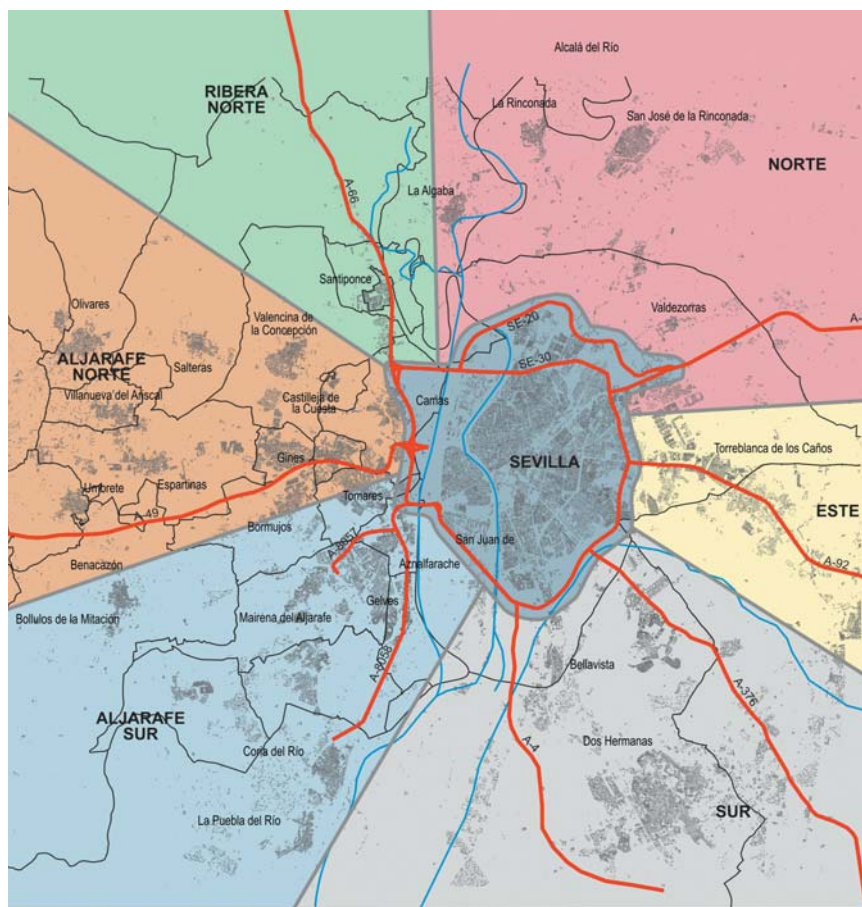 Alcalá del Río
RIBERA
NORTE
La Rinconada
San José de la Rinconada
NORTE
A-66
La Algaba
Santiponce
Olivares
Valencina de
la Concepción
SE-20
Valdezorras
A-
ALJARAFE
NORTE
Salteras
SE-30
Villanueva del Ariscal
Castilleja de
la Cuesta
Camas
Gines
SEVILLA
Torreblanca de los Caños
Umbrete
Espartinas
Tomares
A-49
ESTE
Bormujos
A-8057
San Juan de
Aznalfarache
Benacazón
A-92
Bollulos de la Mitación
Mairena del Aljarafe
Gelves
A-8058
Bellavista
A-376
ALJARAFE
SUR
Coria del Río
A-4
Dos Hermanas
La Puebla del Río
SUR